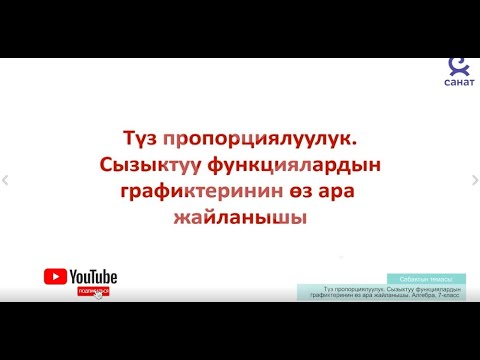 санат
Түз пропорциялуулук.
Сызыктуу функциялардын
графиктеринин өз ара
жайланышы
YouTube
ПОДПИСАТЬСЯ
Сабактын темасы
Түз пропорциялуулук. Сызыктуу функциялардын
графиктеринин өз ара жайланышы. Алгебра, 7-класс